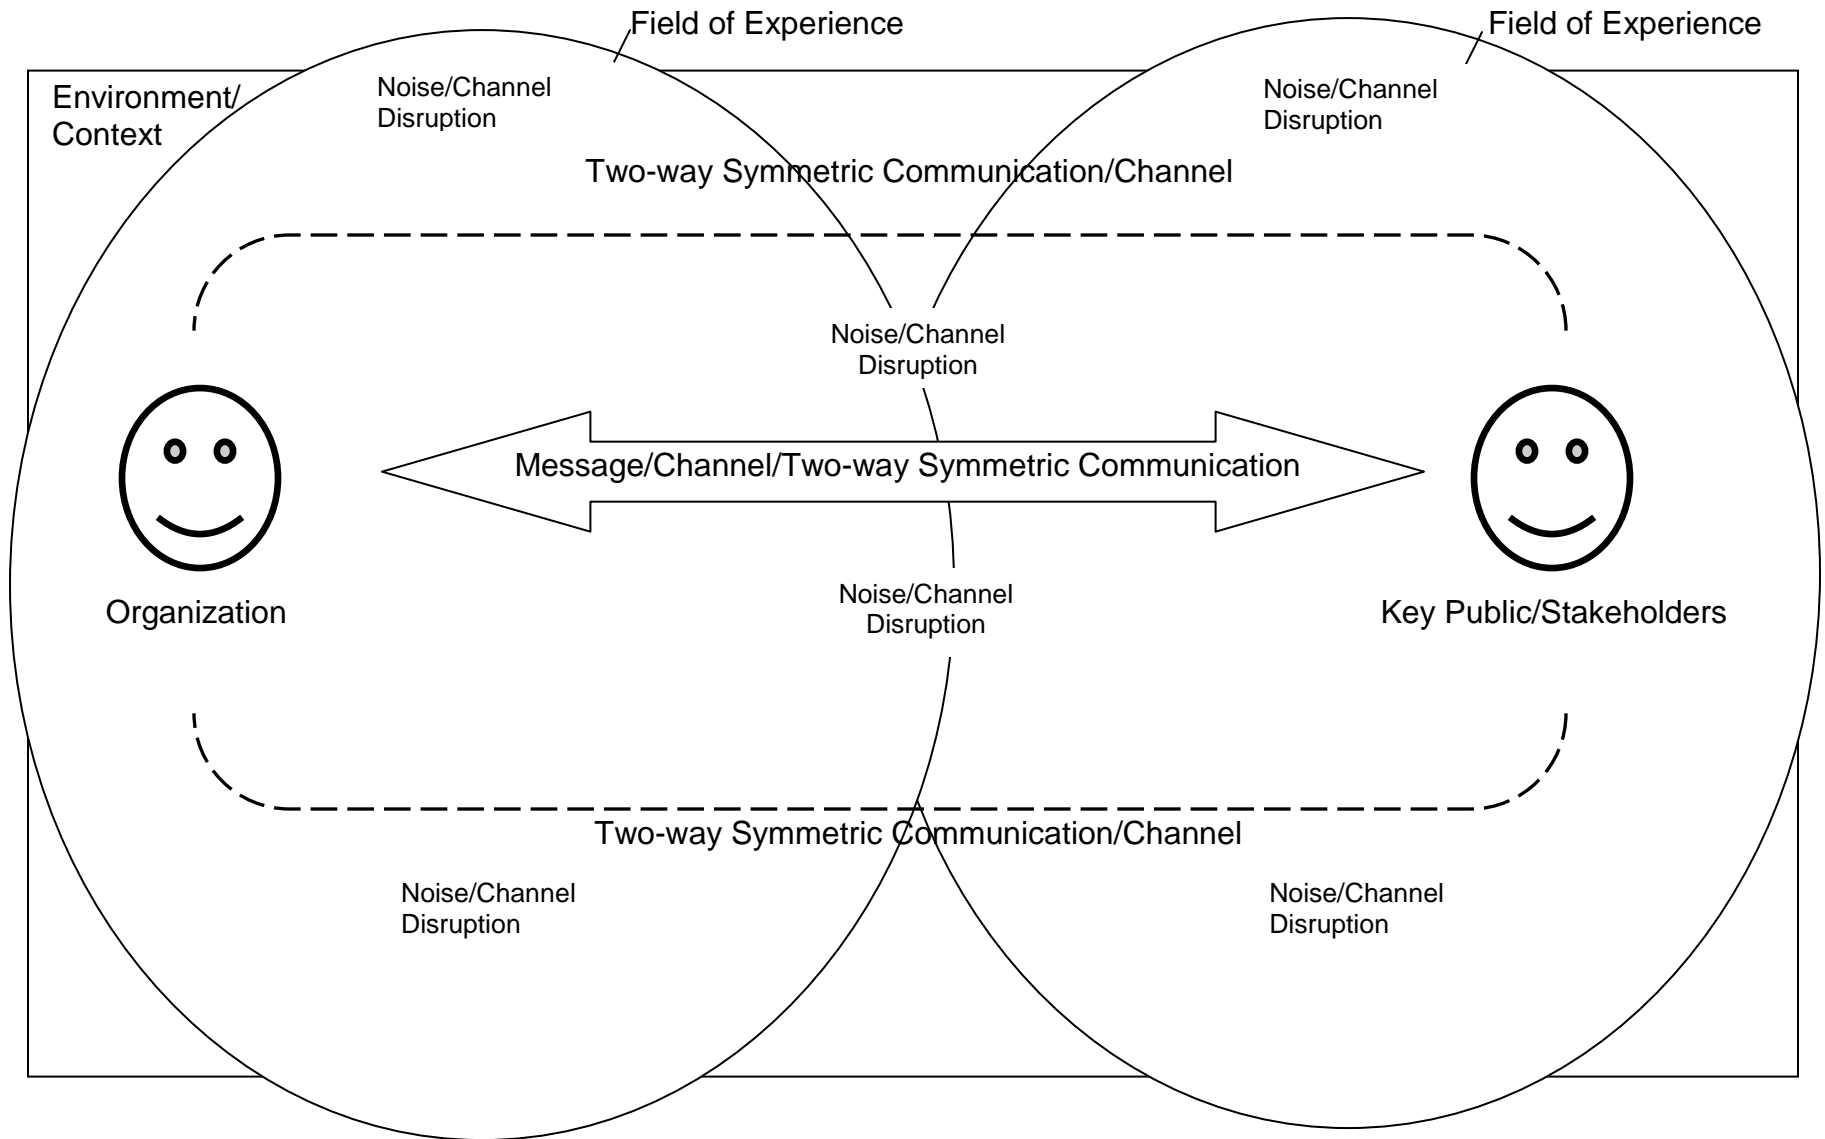 Field of Experience
Field of Experience
Environment/
Context
Noise/Channel
Disruption
Noise/Channel
Disruption
Two-way Symmetric Communication/Channel
Noise/Channel
Disruption
Message/Channel/Two-way Symmetric Communication
Noise/Channel
Disruption
Organization
Key Public/Stakeholders
Two-way Symmetric Communication/Channel
Noise/Channel
Disruption
Noise/Channel
Disruption